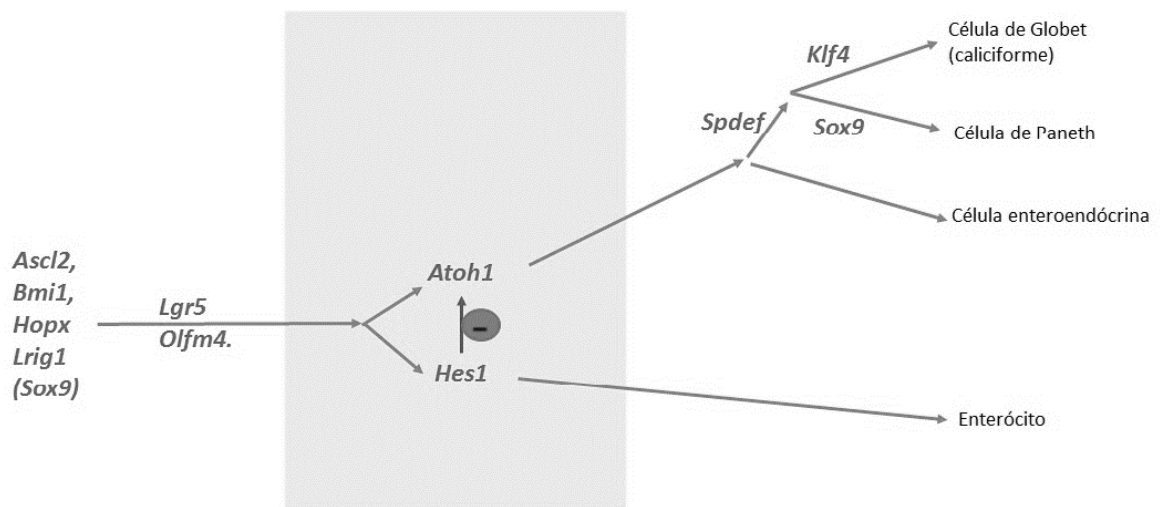 Célula de Globet
(caliciforme)
Klf4
Spdef
Sox9
Célula de Paneth
Célula enteroendócrina
Ascl2,
Bmi1,
Hopx
Lrig1
(Sox9)
Lgr5
Olfm4.
Atoh1
-
Hes1
Enterócito